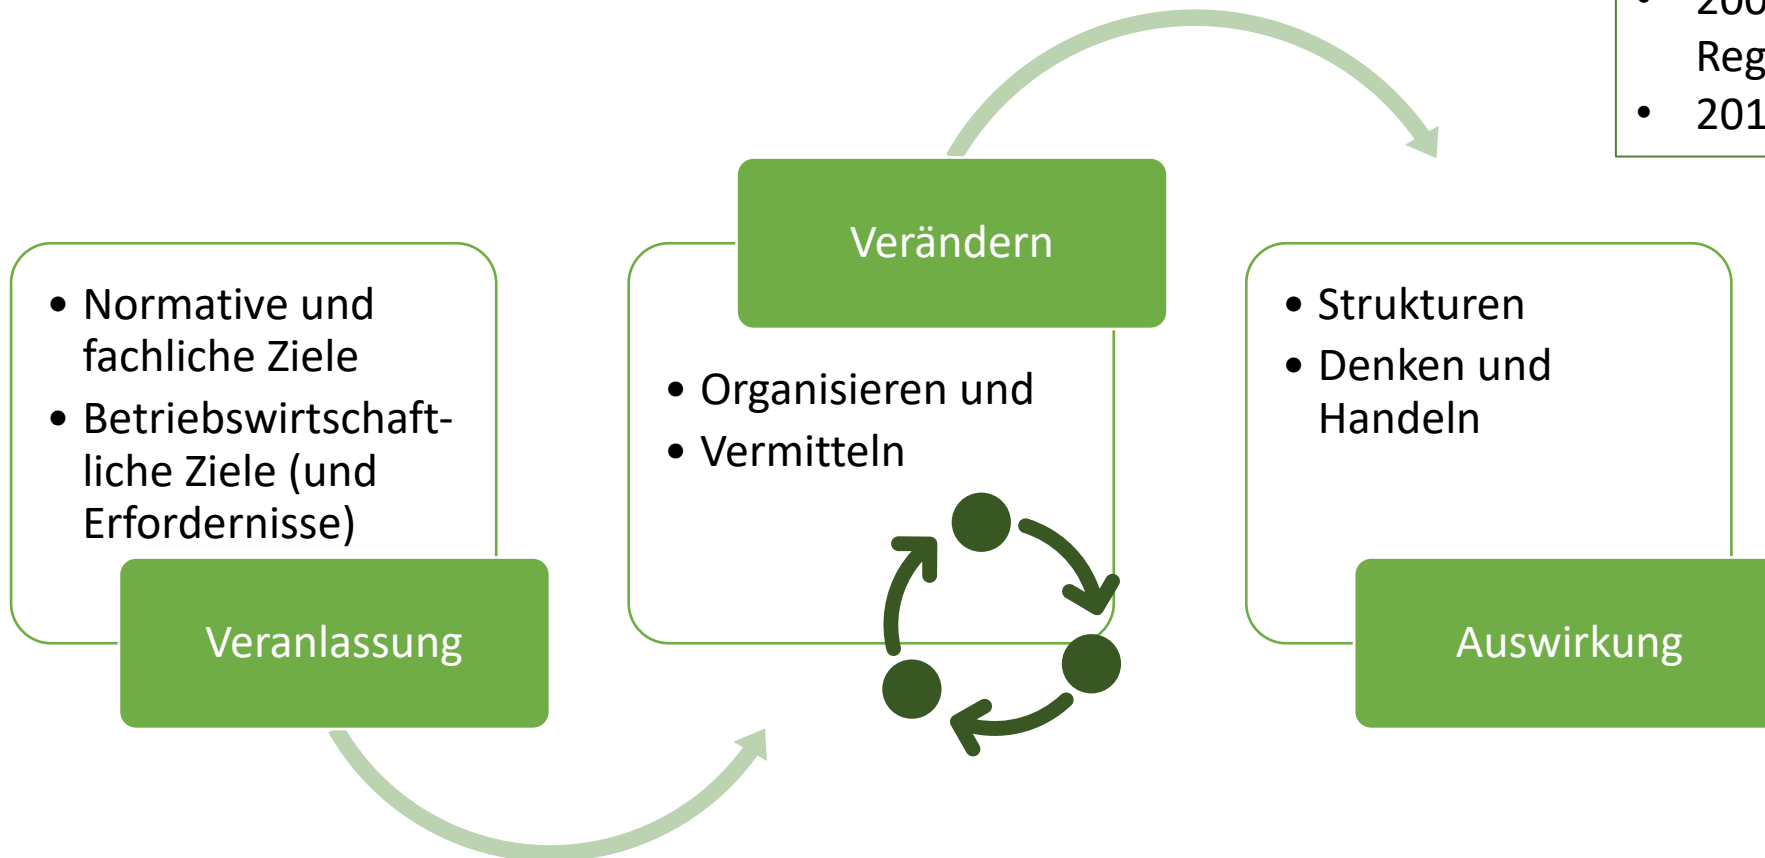 Verändern
• Normative und
fachliche Ziele
• Betriebswirtschaft-
liche Ziele (und
Erfordernisse)
Veranlassung
• Organisieren und
• Vermitteln
• Strukturen
• Denken und
Handeln
Auswirkung